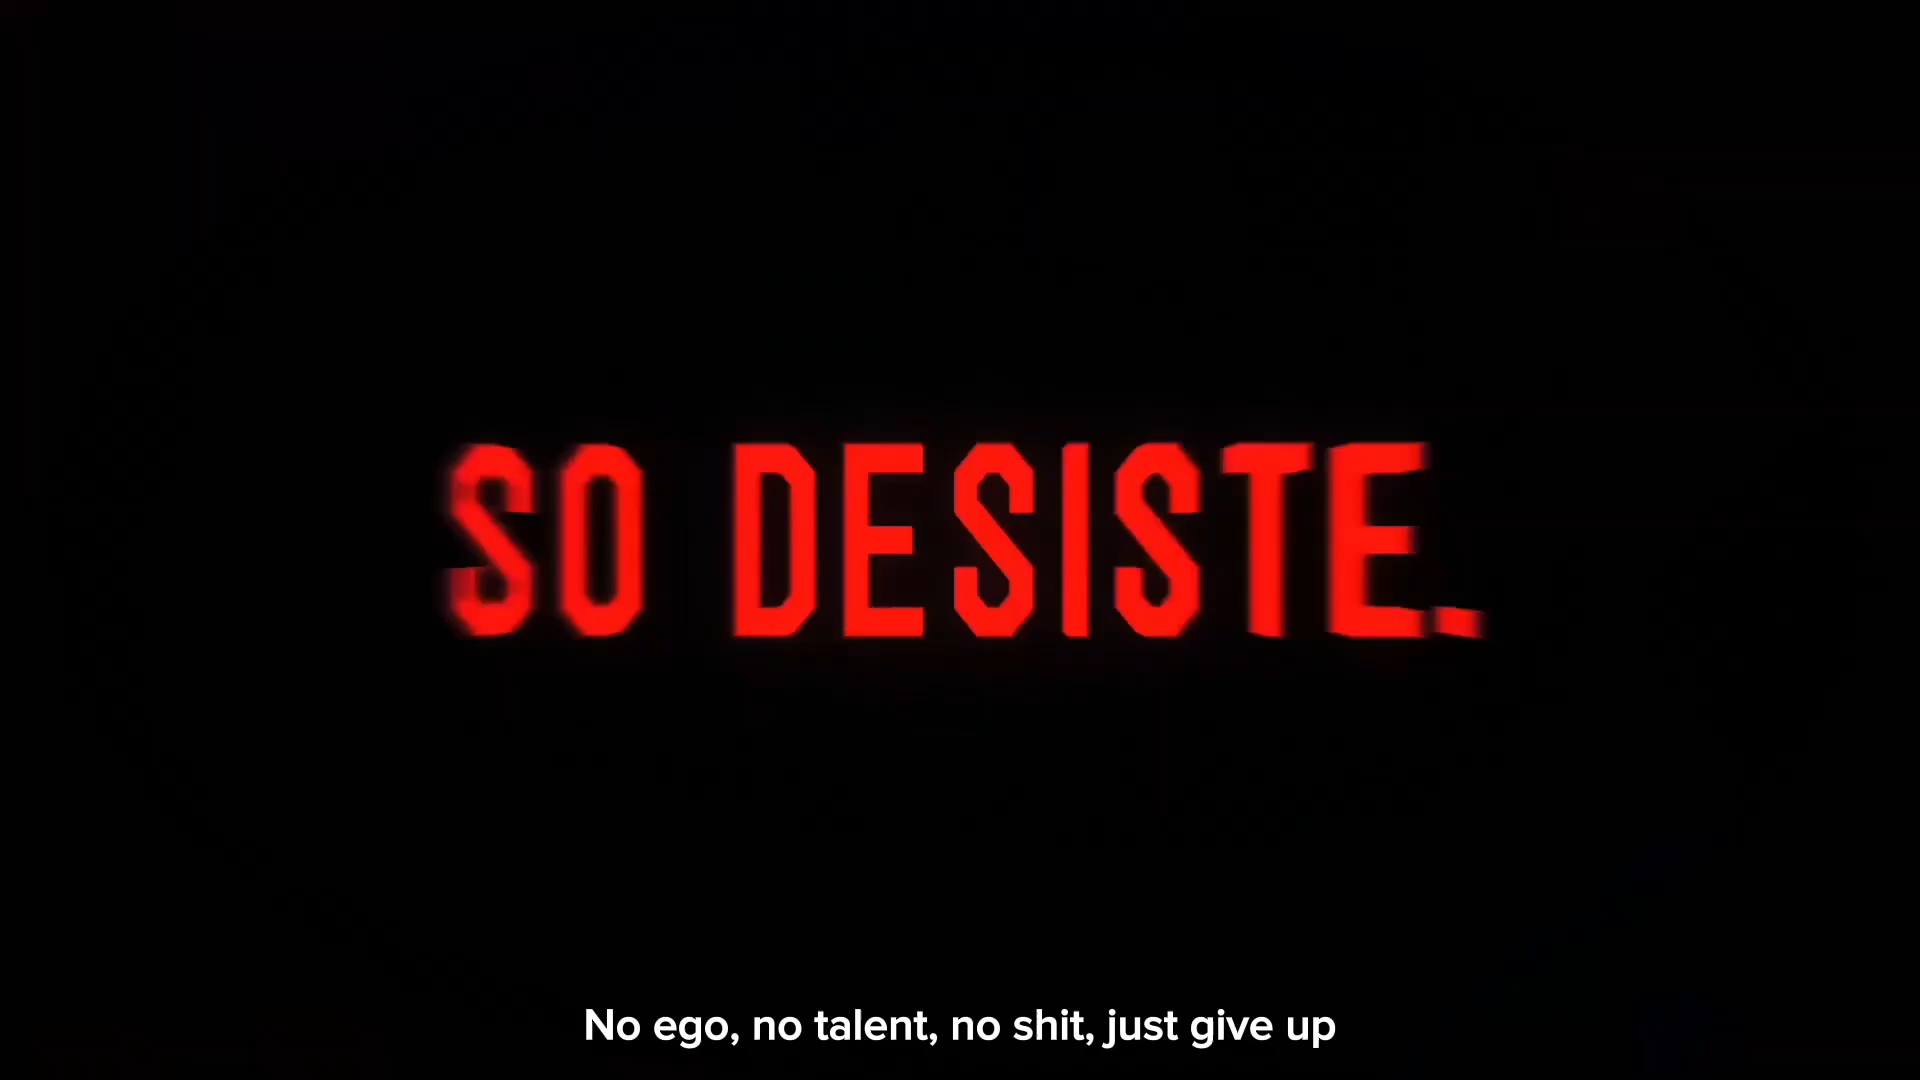 SO DESISTE.
No ego, no talent, no shit, just give up